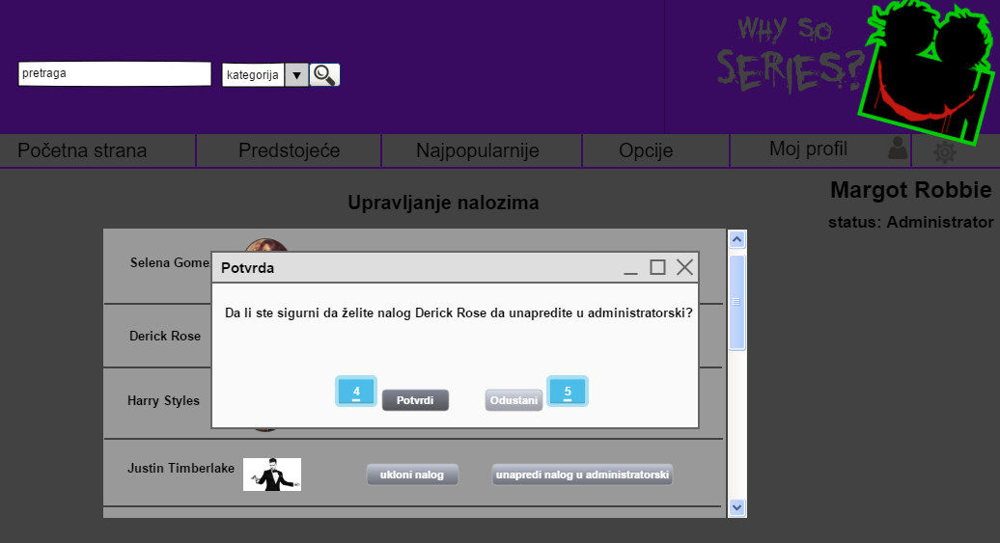 WHY SO
SERIES?
pretraga
kategorija
Početna strana
Predstojeće
Najpopularnije
Opcije
Moj profil
Margot Robbie
status: Administrator
Upravljanje nalozima
Selena Gome
Potvrda
Da li ste sigurni da želite nalog Derick Rose da unapredite u administratorski?
Derick Rose
4
Potvrdi
Odustani
5
Harry Styles
Justin Timberlake
ukloni nalog
unapredi nalog u administratorski